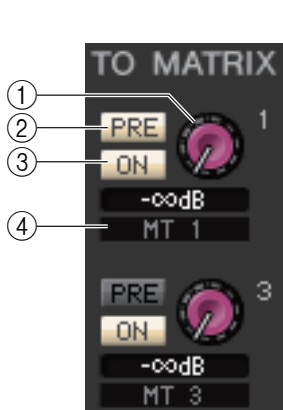 TO MATRIX
① 1
② PRE
③ ON
-∞dB
④ MT 1
PRE 3
ON
-∞dB
MT 3